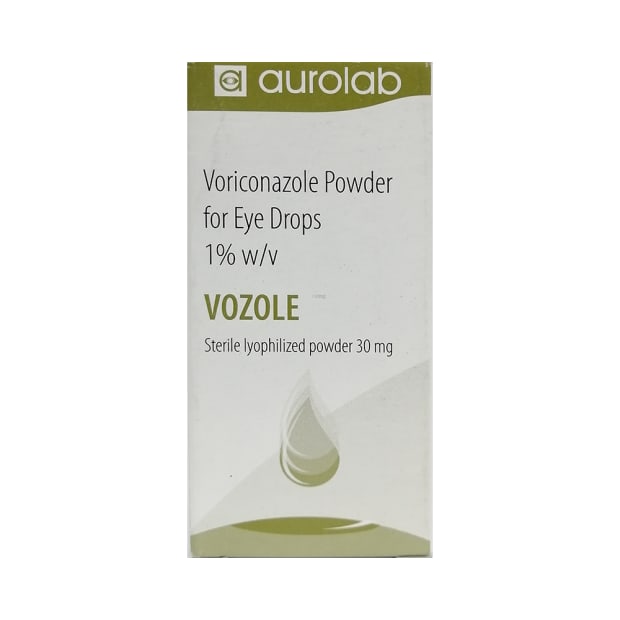 aurolab
Voriconazole Powder
for Eye Drops
1% w/v
VOZOLE
Sterile lyophilized powder 30 mg